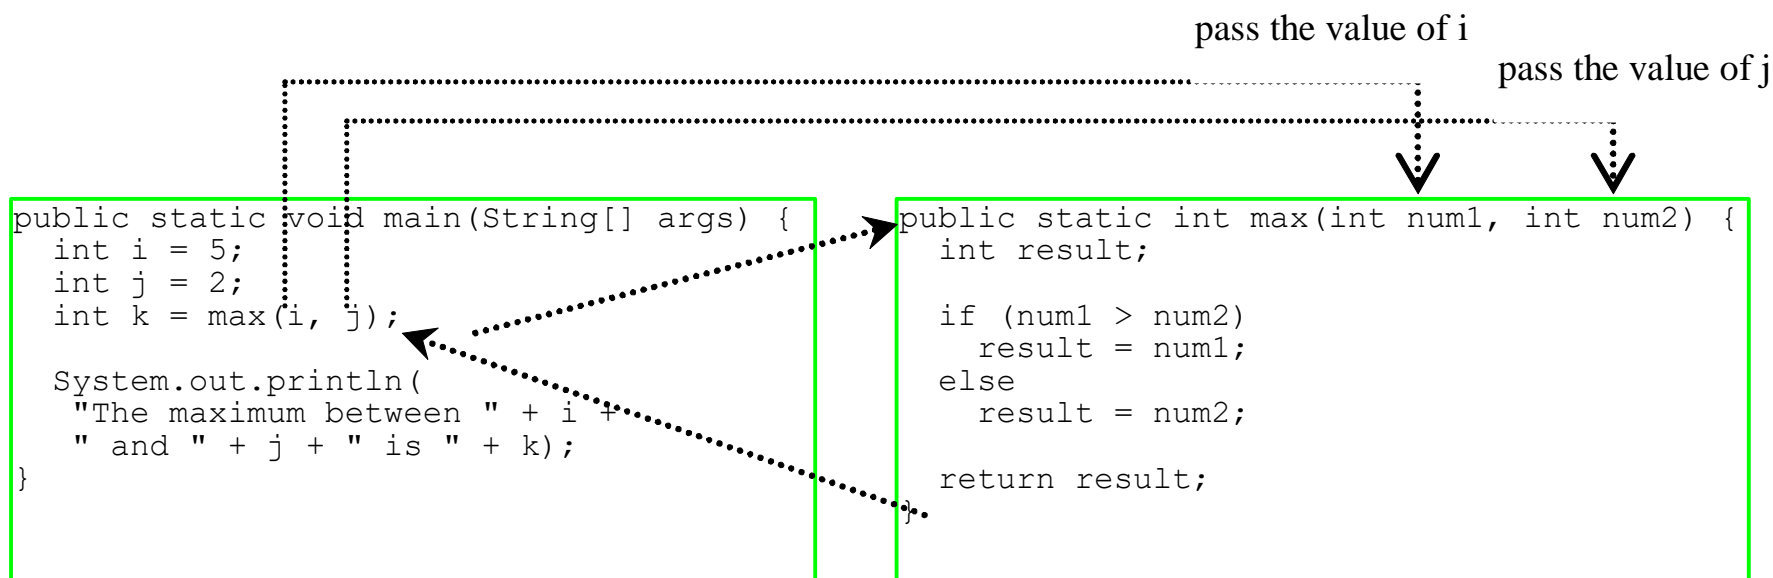 pass the value of i
pass the value of j
public static void main(String[] args) {
  int i = 5;
  int j = 2;
  int k = max(i, j);
  System.out.println(
   "The maximum between " + i +
   " and " + j + " is " + k);
}
public static int max(int num1, int num2) {
  int result;
  if (num1 > num2)
    result = num1;
  else
    result = num2;
  return result;
}